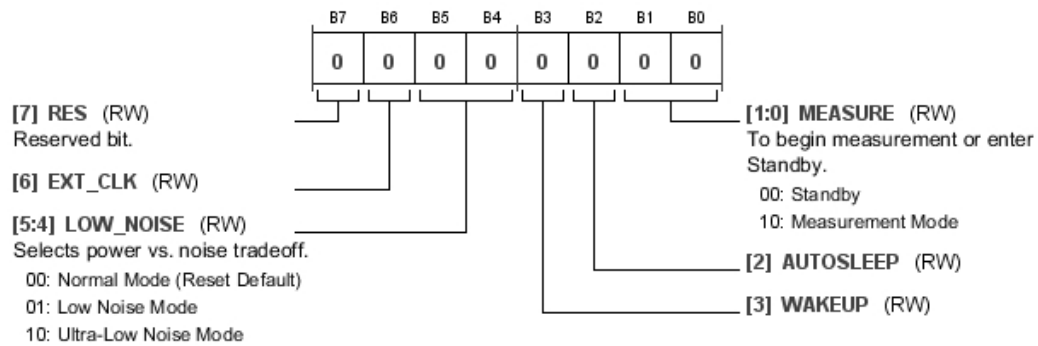 B7 B6 B5 B4 B3 B2 B1 B0
0 0 0 0 0 0 0 0
[7] RES (RW)
Reserved bit.
[6] EXT_CLK (RW)
[5:4] LOW_NOISE (RW)
Selects power vs. noise tradeoff.
00: Normal Mode (Reset Default)
01: Low Noise Mode
10: Ultra-Low Noise Mode
[1:0] MEASURE (RW)
To begin measurement or enter
Standby.
00: Standby
10: Measurement Mode
[2] AUTOSLEEP (RW)
[3] WAKEUP (RW)